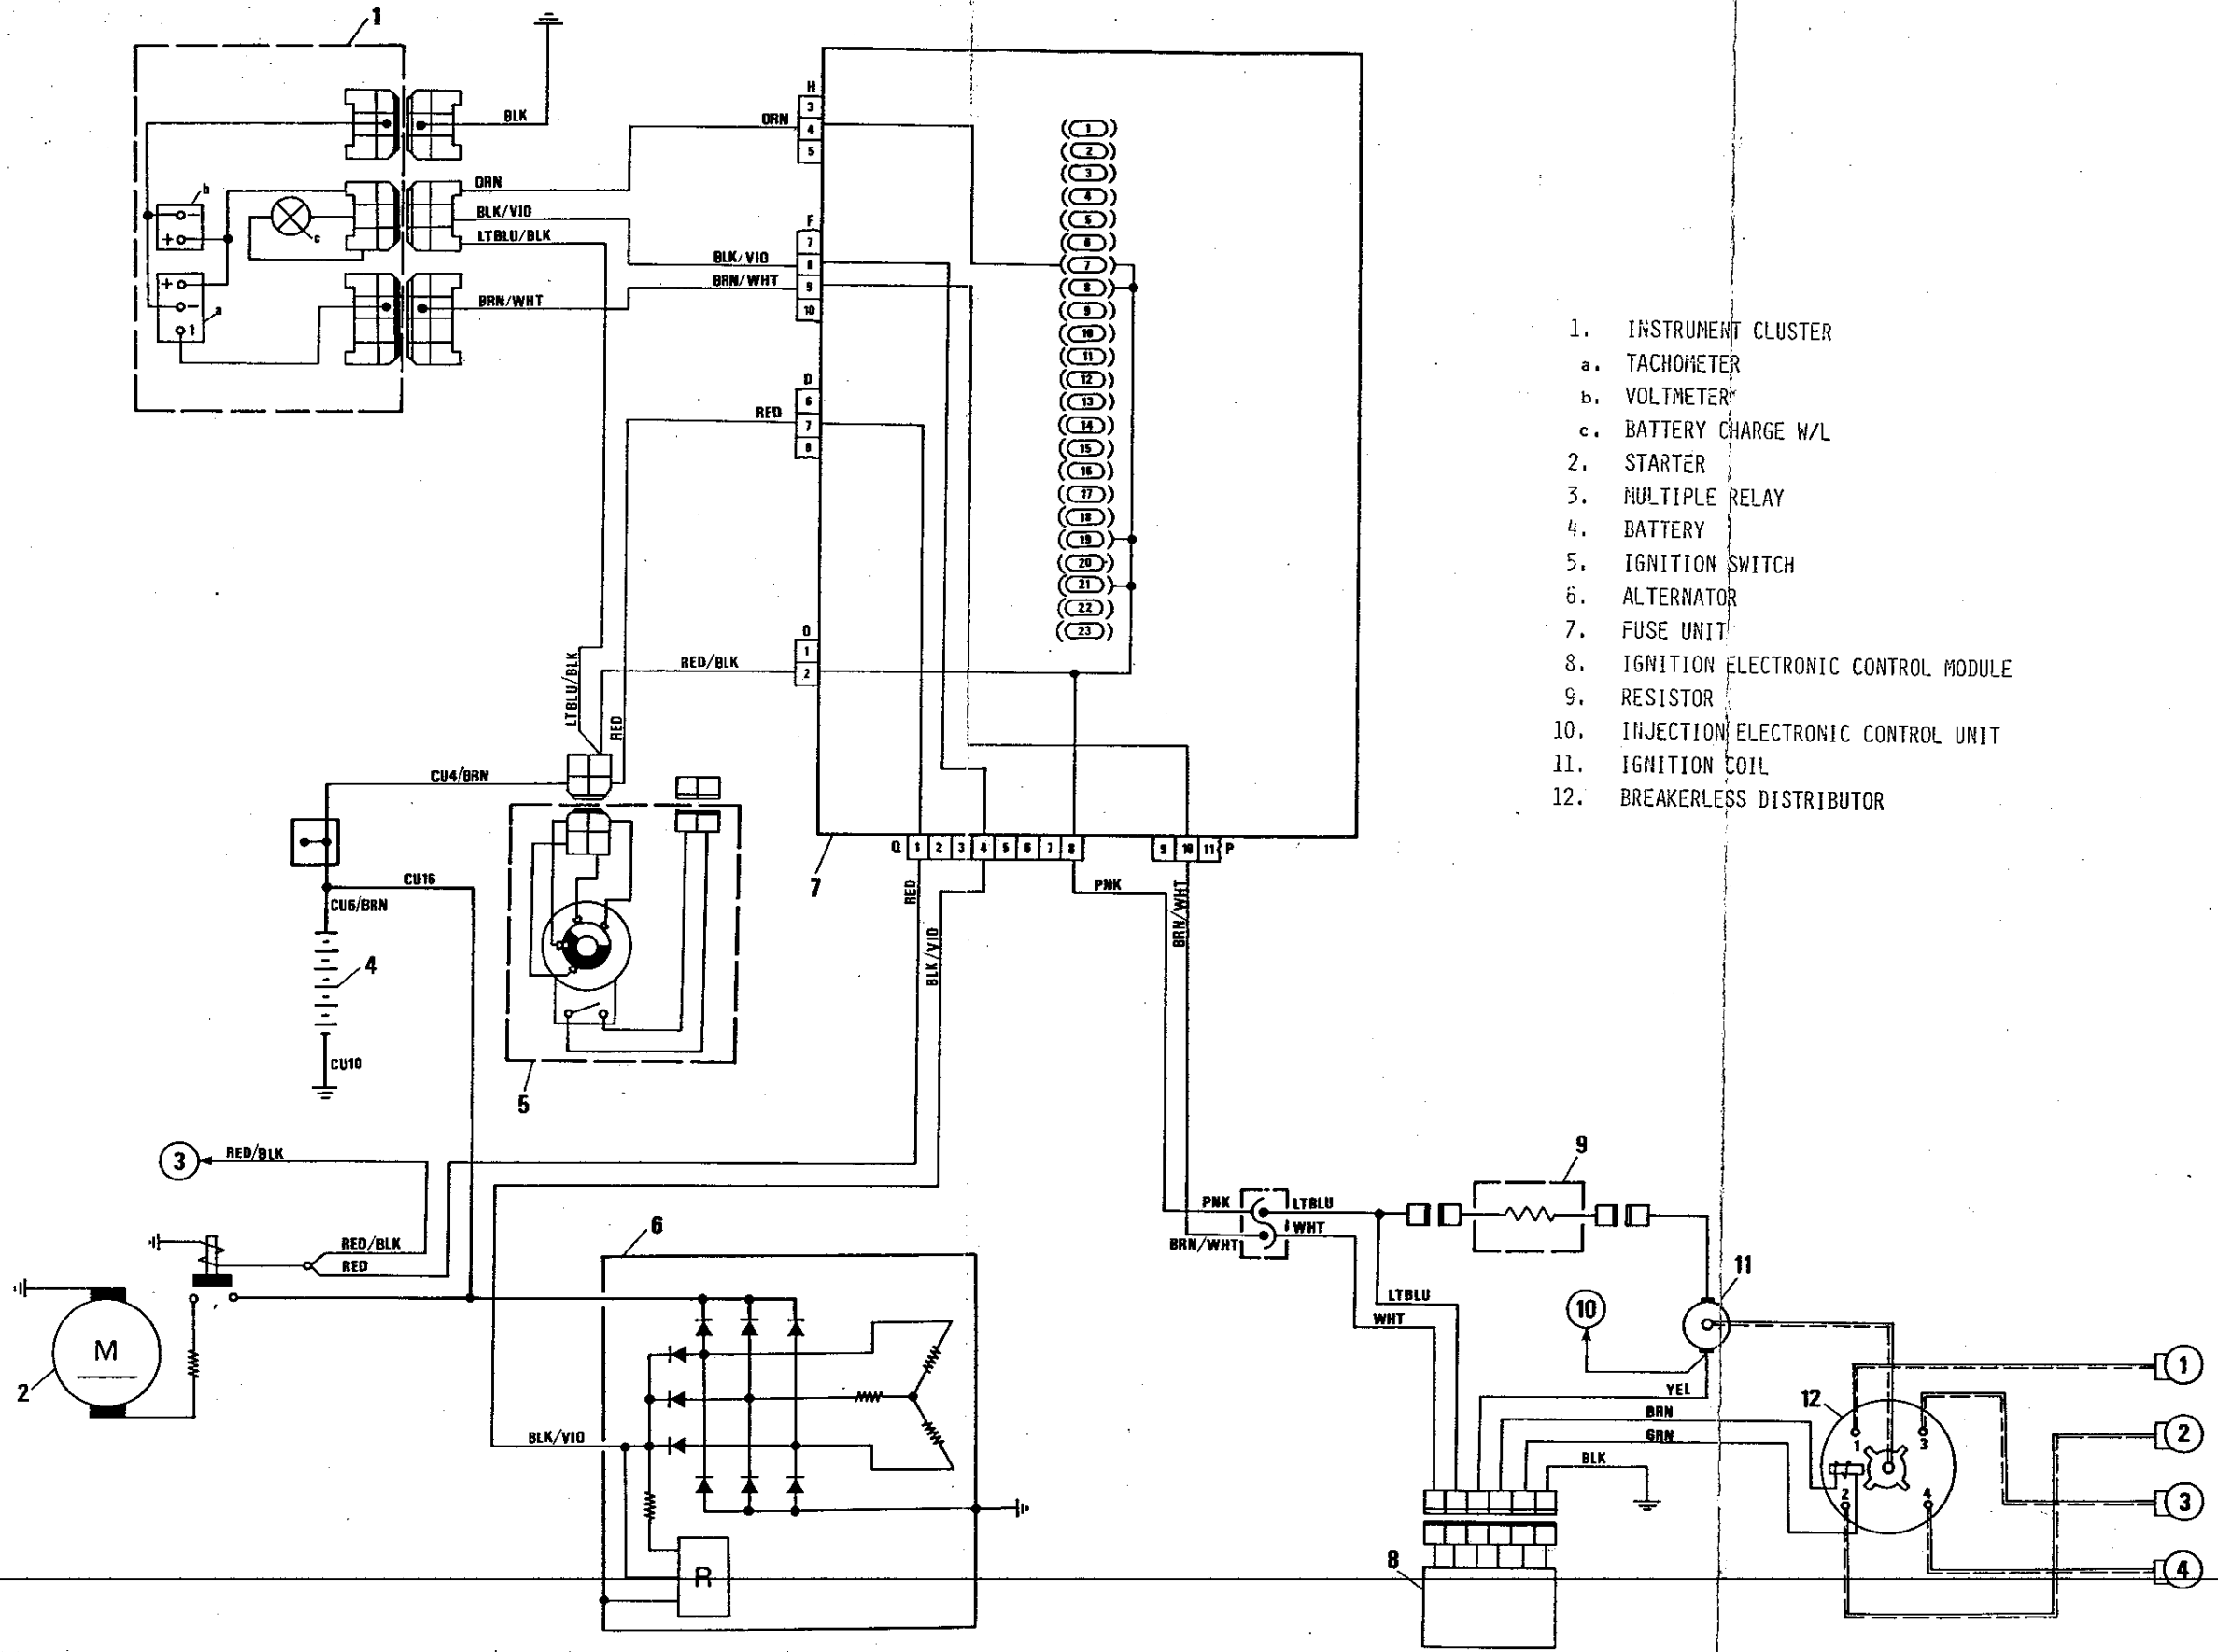 1
BLK
H
3
ORN
4
5
1
2
3
4
5
6
7
8
9
10
11
12
13
14
15
16
17
18
19
20
21
22
23
b
−
+
c
ORN
BLK/VIO
LTBLU/BLK
F
7
BLK/VIO
8
BRN/WHT
9
10
+
−
a
1
BRN/WHT
D
6
RED
7
8
1. INSTRUMENT CLUSTER
a. TACHOMETER
b. VOLTMETER
c. BATTERY CHARGE W/L
2. STARTER
3. MULTIPLE RELAY
4. BATTERY
5. IGNITION SWITCH
6. ALTERNATOR
7. FUSE UNIT
8. IGNITION ELECTRONIC CONTROL MODULE
9. RESISTOR
10. INJECTION ELECTRONIC CONTROL UNIT
11. IGNITION COIL
12. BREAKERLESS DISTRIBUTOR
O
1
RED/BLK
2
LTBLU/BLK
RED
CU4/BRN
Q 1 2 3 4 5 6 7 8
9 10 11 P
7
CU16
CU6/BRN
RED
PNK
BRN/WHT
BLK/VIO
4
CU10
5
3
RED/BLK
9
6
PNK
LTBLU
WHT
BRN/WHT
RED/BLK
RED
11
LTBLU
10
WHT
M
2
YEL
12
BRN
GRN
BLK
BLK/VIO
1
3
2
4
1
2
3
4
R
8